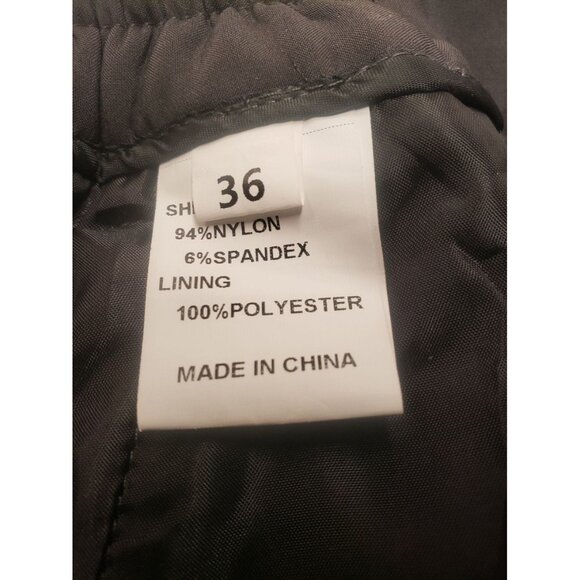 36
SH
94%NYLON
6%SPANDEX
LINING
100%POLYESTER
MADE IN CHINA